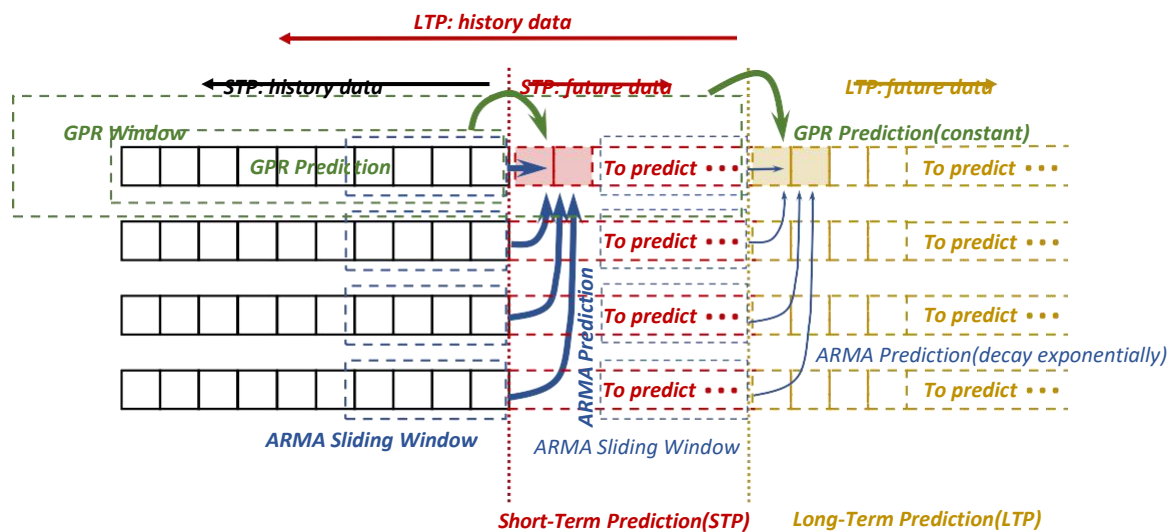 LTP: history data
STP: history data
STP: future data
LTP: future data
GPR Window
GPR Prediction(constant)
GPR Prediction
To predict •••
To predict •••
To predict •••
To predict •••
To predict •••
To predict •••
ARMA Prediction
ARMA Prediction(decay exponentially)
To predict •••
To predict •••
ARMA Sliding Window
ARMA Sliding Window
Short-Term Prediction(STP)
Long-Term Prediction(LTP)